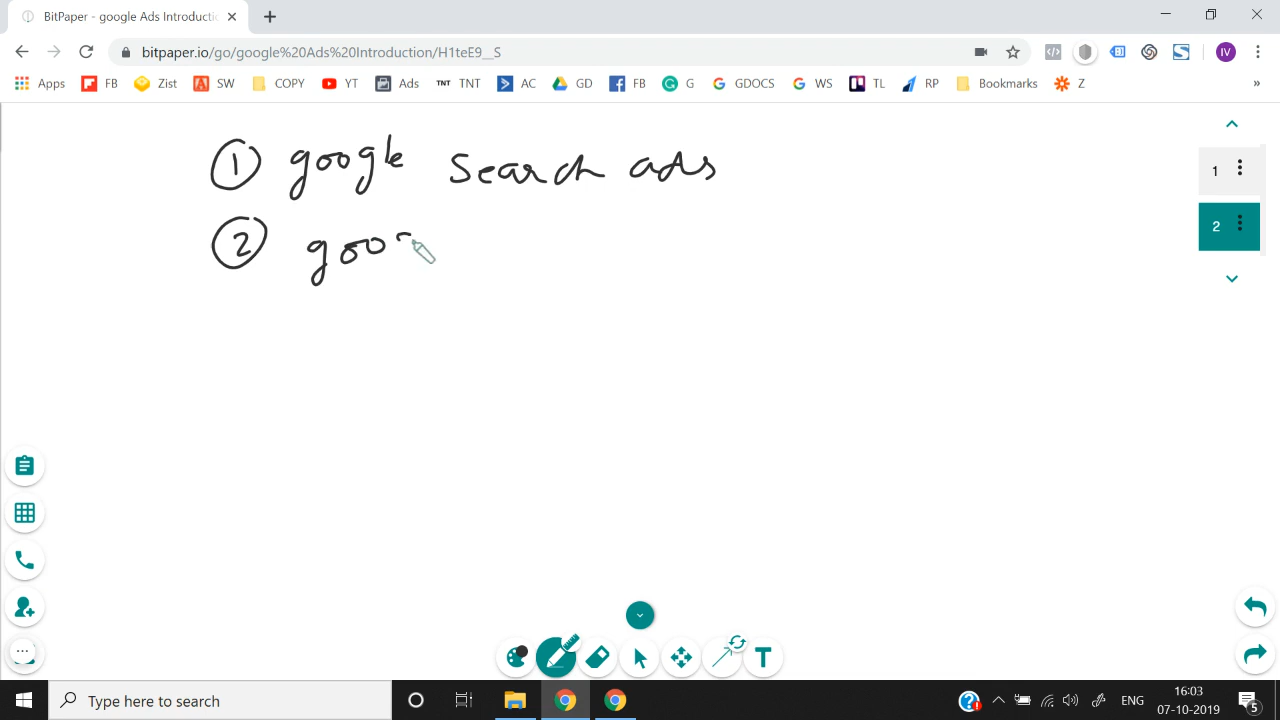 BitPaper - google Ads Introductio
bitpaper.io/go/google%20Ads%20Introduction/H1teE9__S
IV
Apps FB Zist SW COPY YT Ads TNT TNT AC GD FB G GDOCS WS TL RP Bookmarks Z »
① google search ads
② goo
1
2
T
Type here to search
ENG
16:03
07-10-2019
5